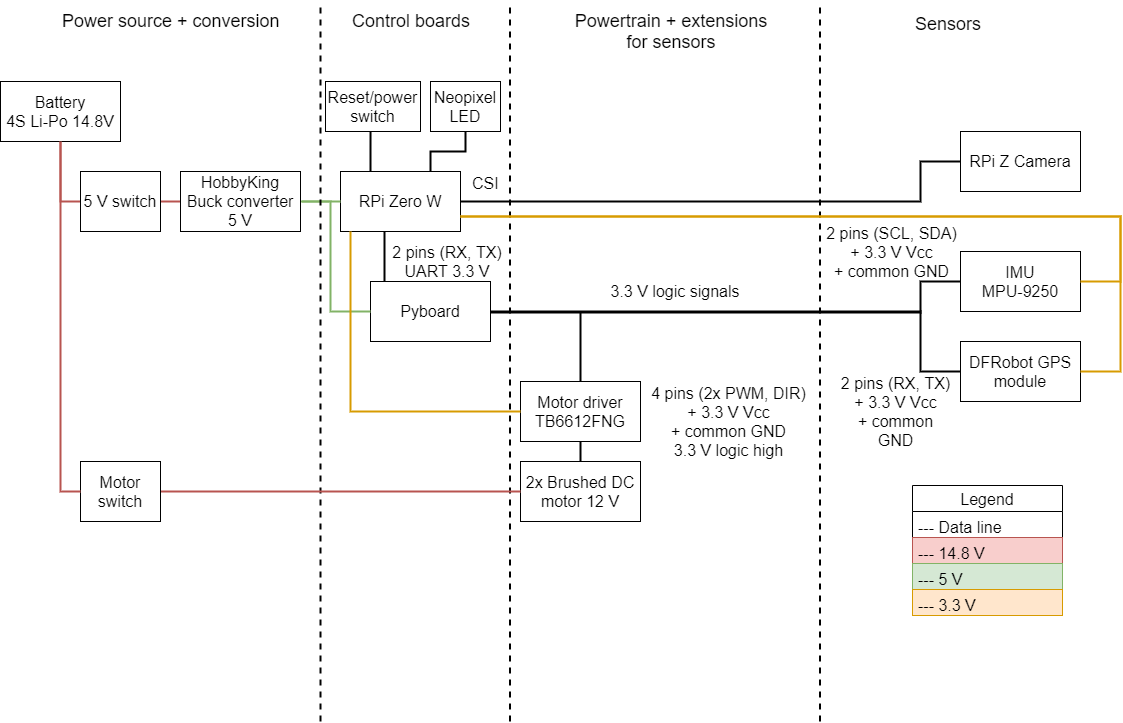 Power source + conversion
Control boards
Powertrain + extensions
for sensors
Sensors
Battery
4S Li-Po 14.8V
Reset/power
switch
Neopixel
LED
5 V switch
HobbyKing
Buck converter
5 V
RPi Zero W
CSI
RPi Z Camera
2 pins (RX, TX)
UART 3.3 V
2 pins (SCL, SDA)
+ 3.3 V Vcc
+ common GND
IMU
MPU-9250
Pyboard
3.3 V logic signals
DFRobot GPS
module
2 pins (RX, TX)
+ 3.3 V Vcc
+ common
GND
Motor driver
TB6612FNG
4 pins (2x PWM, DIR)
+ 3.3 V Vcc
+ common GND
3.3 V logic high
Motor
switch
2x Brushed DC
motor 12 V
Legend
--- Data line
--- 14.8 V
--- 5 V
--- 3.3 V